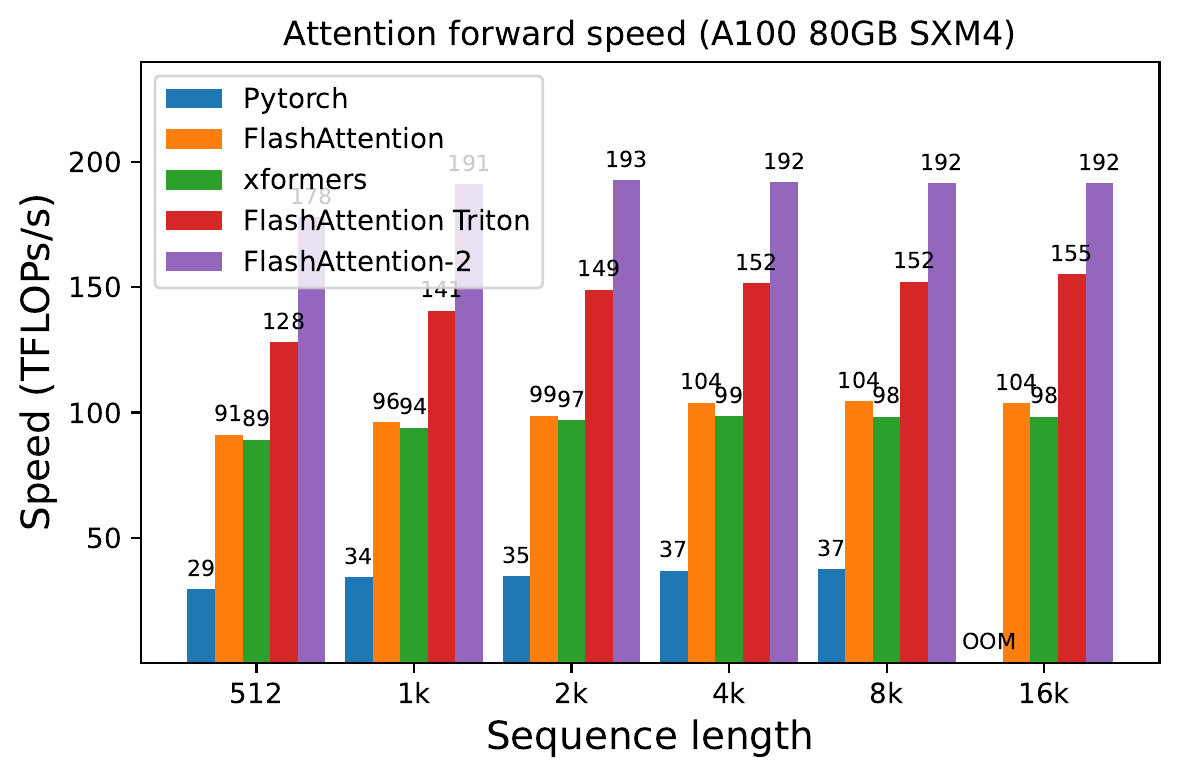 Attention forward speed (A100 80GB SXM4)
Pytorch
FlashAttention
xformers
FlashAttention Triton
FlashAttention-2
Speed (TFLOPs/s)
200
150
100
50
29 91 89 128 178
34 96 94 141 191
35 99 97 149 193
37 104 99 152 192
37 104 98 152 192
OOM 104 98 155 192
512 1k 2k 4k 8k 16k
Sequence length